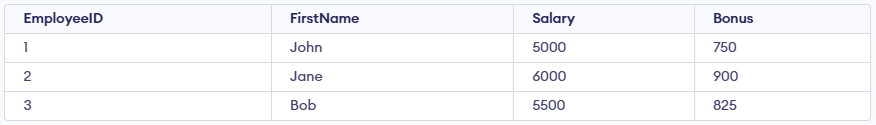 EmployeeID FirstName Salary Bonus
1 John 5000 750
2 Jane 6000 900
3 Bob 5500 825